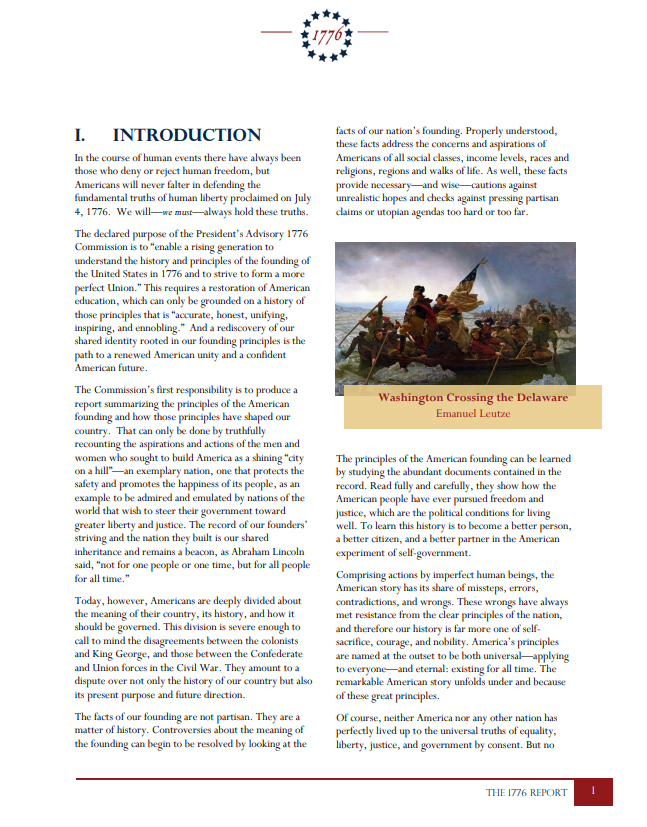 1776
I. INTRODUCTION
In the course of human events there have always been
those who deny or reject human freedom, but
Americans will never falter in defending the
fundamental truths of human liberty proclaimed on July
4, 1776. We will—we must—always hold these truths.
The declared purpose of the President's Advisory 1776
Commission is to "enable a rising generation to
understand the history and principles of the founding of
the United States in 1776 and to strive to form a more
perfect Union." This requires a restoration of American
education, which can only be grounded on a history of
those principles that is "accurate, honest, unifying,
inspiring, and ennobling." And a rediscovery of our
shared identity rooted in our founding principles is the
path to a renewed American unity and a confident
American future.
The Commission's first responsibility is to produce a
report summarizing the principles of the American
founding and how those principles have shaped our
country. That can only be done by truthfully
recounting the aspirations and actions of the men and
women who sought to build America as a shining "city
on a hill"—an exemplary nation, one that protects the
safety and promotes the happiness of its people, as an
example to be admired and emulated by nations of the
world that wish to steer their government toward
greater liberty and justice. The record of our founders'
striving and the nation they built is our shared
inheritance and remains a beacon, as Abraham Lincoln
said, "not for one people or one time, but for all people
for all time."
Today, however, Americans are deeply divided about
the meaning of their country, its history, and how it
should be governed. This division is severe enough to
call to mind the disagreements between the colonists
and King George, and those between the Confederate
and Union forces in the Civil War. They amount to a
dispute over not only the history of our country but also
its present purpose and future direction.
The facts of our founding are not partisan. They are a
matter of history. Controversies about the meaning of
the founding can begin to be resolved by looking at the
facts of our nation's founding. Properly understood,
these facts address the concerns and aspirations of
Americans of all social classes, income levels, races and
religions, regions and walks of life. As well, these facts
provide necessary—and wise—cautions against
unrealistic hopes and checks against pressing partisan
claims or utopian agendas too hard or too far.
Washington Crossing the Delaware
Emanuel Leutze
The principles of the American founding can be learned
by studying the abundant documents contained in the
record. Read fully and carefully, they show how the
American people have ever pursued freedom and
justice, which are the political conditions for living
well. To learn this history is to become a better person,
a better citizen, and a better partner in the American
experiment of self-government.
Comprising actions by imperfect human beings, the
American story has its share of missteps, errors,
contradictions, and wrongs. These wrongs have always
met resistance from the clear principles of the nation,
and therefore our history is far more one of self-
sacrifice, courage, and nobility. America's principles
are named at the outset to be both universal—applying
to everyone—and eternal: existing for all time. The
remarkable American story unfolds under and because
of these great principles.
Of course, neither America nor any other nation has
perfectly lived up to the universal truths of equality,
liberty, justice, and government by consent. But no
THE 1776 REPORT 1